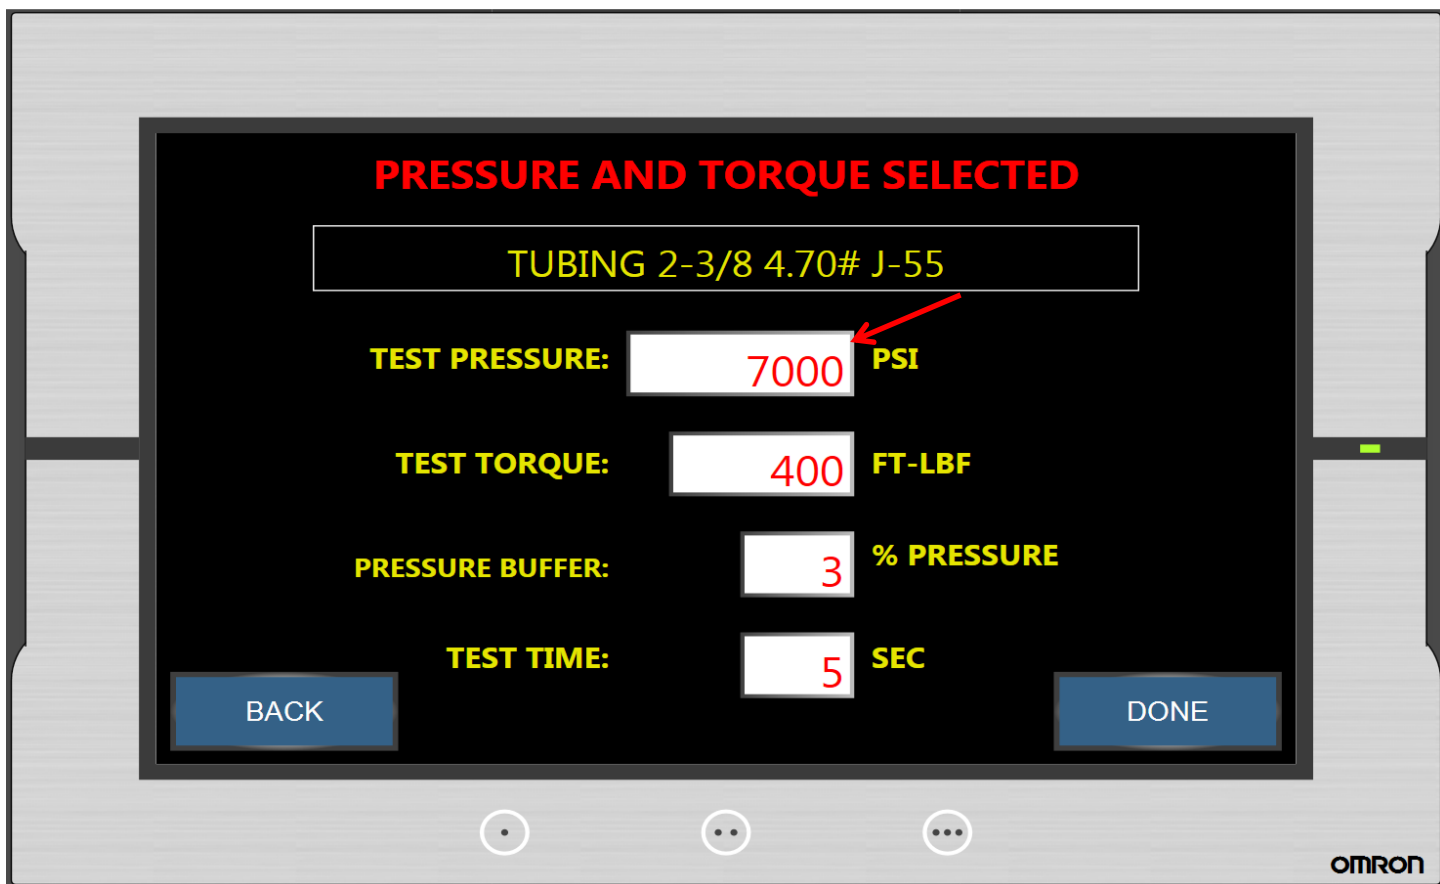 PRESSURE AND TORQUE SELECTED
TUBING 2-3/8 4.70# J-55
TEST PRESSURE: 7000 PSI
TEST TORQUE: 400 FT-LBF
PRESSURE BUFFER: 3 % PRESSURE
TEST TIME: 5 SEC
BACK DONE
OMRON